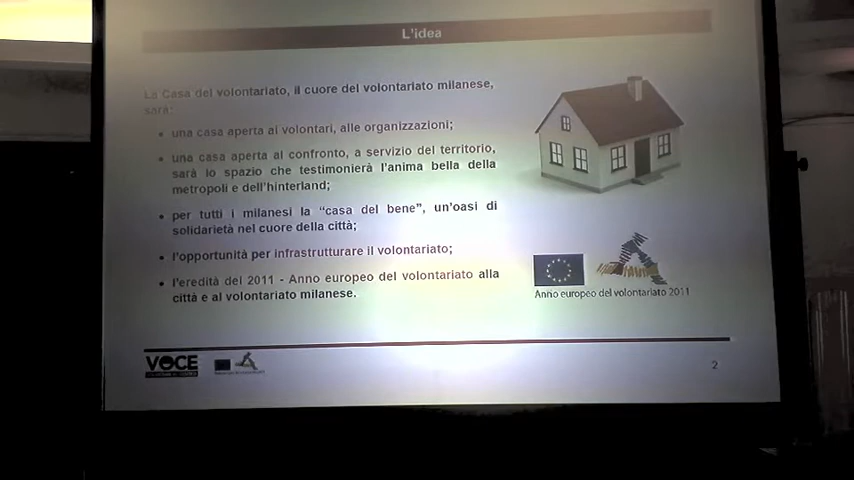 L'idea
La Casa del volontariato, il cuore del volontariato milanese,
sarà:
• una casa aperta ai volontari, alle organizzazioni;
• una casa aperta al confronto, a servizio del territorio,
sarà lo spazio che testimonierà l'anima bella della
metropoli e dell'hinterland;
• per tutti i milanesi la “casa del bene”, un'oasi di
solidarietà nel cuore della città;
• l'opportunità per infrastrutturare il volontariato;
• l'eredità del 2011 - Anno europeo del volontariato alla
città e al volontariato milanese.
Anno europeo del volontariato 2011
VOCE
2